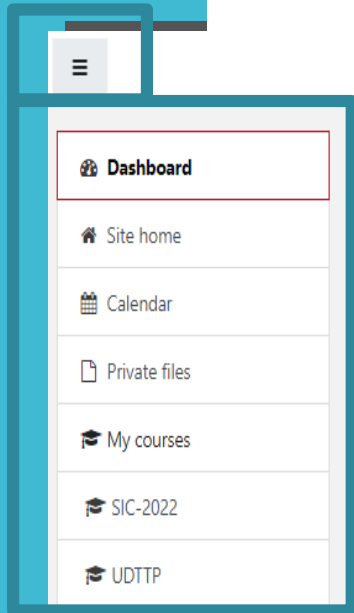 Dashboard
Site home
Calendar
Private files
My courses
SIC-2022
UDTTP